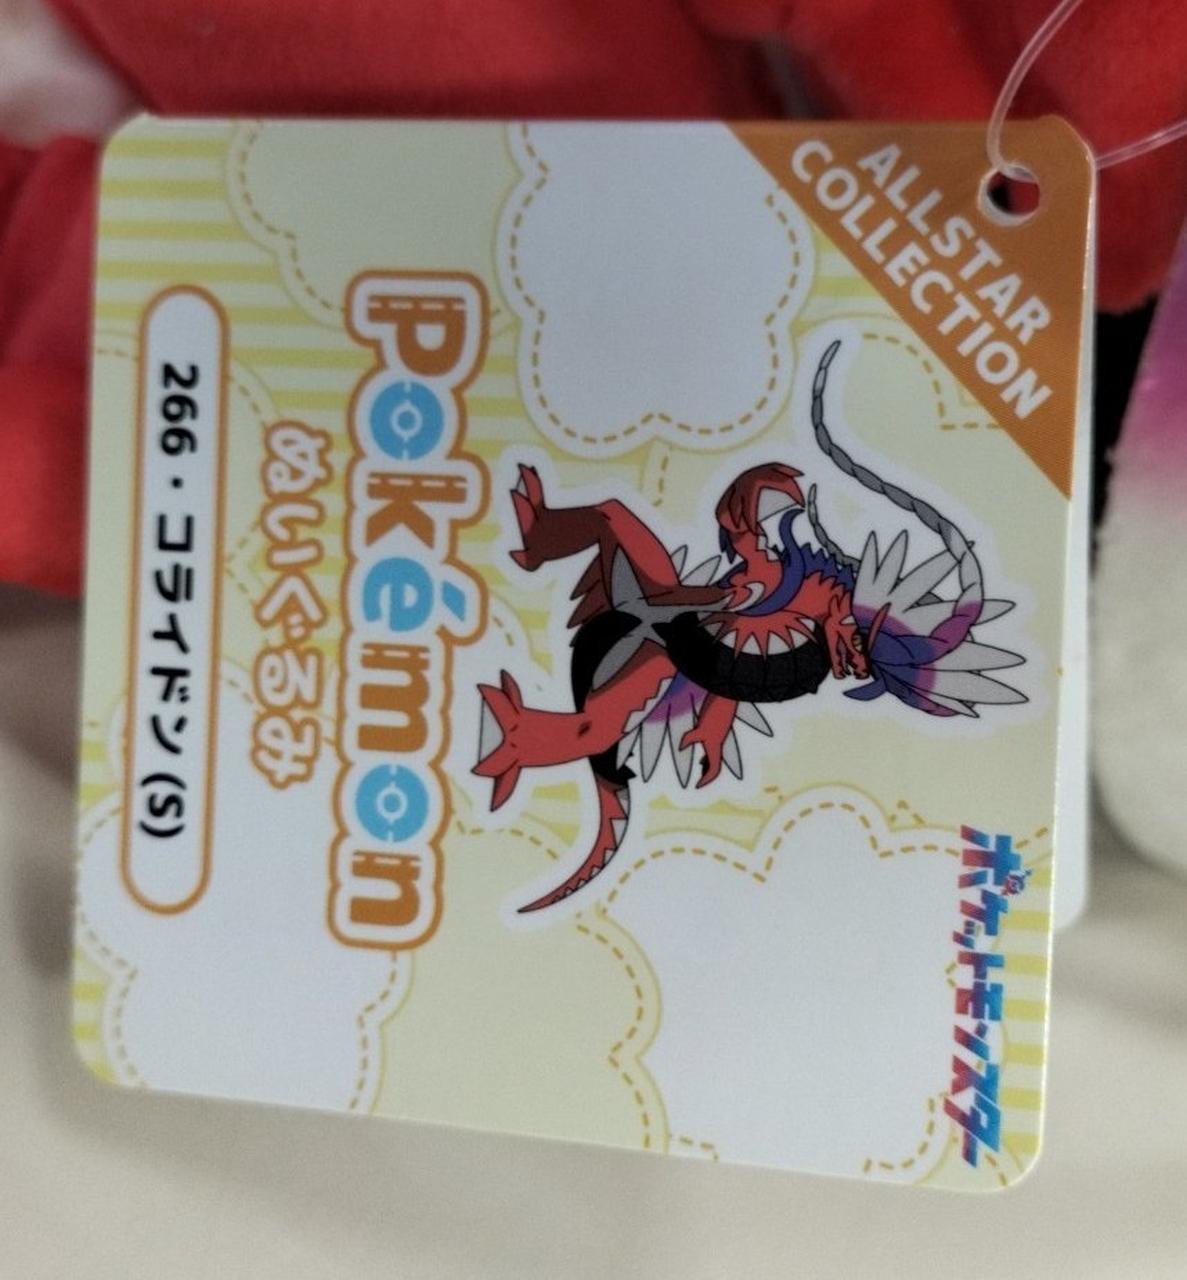 ALLSTAR
COLLECTION
ポケットモンスター
Pokémon
ぬいぐるみ
266・コライドン(S)